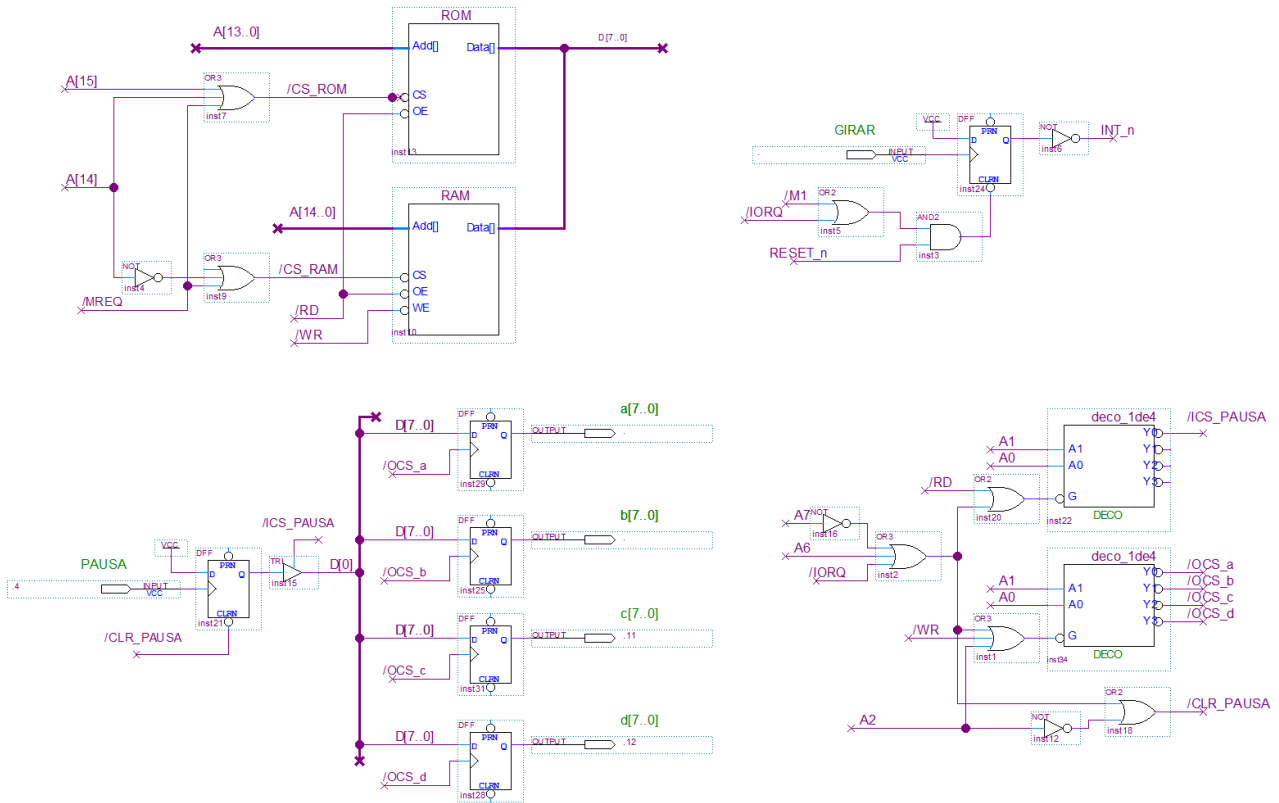 ROM
A[13..0]
Add[]
Data[]
D[7..0]
A[15]
OR3
/CS_ROM
inst7
CS
OE
inst13
A[14]
RAM
A[14..0]
Add[]
Data[]
NOT
inst4
OR3
/CS_RAM
inst9
CS
OE
WE
/MREQ
/RD
/WR
inst10
GIRAR
VCC
DFF
PRN
D
Q
CLRN
inst24
INPUT
VCC
NOT
inst6
INT_n
/M1
/IORQ
OR2
inst5
AND2
inst3
RESET_n
PAUSA
.4
INPUT
VCC
VCC
DFF
PRN
D
Q
CLRN
inst21
/CLR_PAUSA
/ICS_PAUSA
TRI
inst15
D[0]
D[7..0]
DFF
PRN
D
Q
CLRN
inst29
/OCS_a
a[7..0]
OUTPUT
D[7..0]
DFF
PRN
D
Q
CLRN
inst25
/OCS_b
b[7..0]
OUTPUT
D[7..0]
DFF
PRN
D
Q
CLRN
inst31
/OCS_c
c[7..0]
OUTPUT
.11
D[7..0]
DFF
PRN
D
Q
CLRN
inst28
/OCS_d
d[7..0]
OUTPUT
.12
deco_1de4
/ICS_PAUSA
A1
A0
A1
A0
G
Y0
Y1
Y2
Y3
/RD
OR2
inst20
inst22
DECO
A7
NOT
inst16
A6
/IORQ
OR3
inst2
deco_1de4
A1
A0
A1
A0
G
Y0
Y1
Y2
Y3
/OCS_a
/OCS_b
/OCS_c
/OCS_d
/WR
OR3
inst1
inst34
DECO
A2
NOT
inst12
OR2
inst18
/CLR_PAUSA